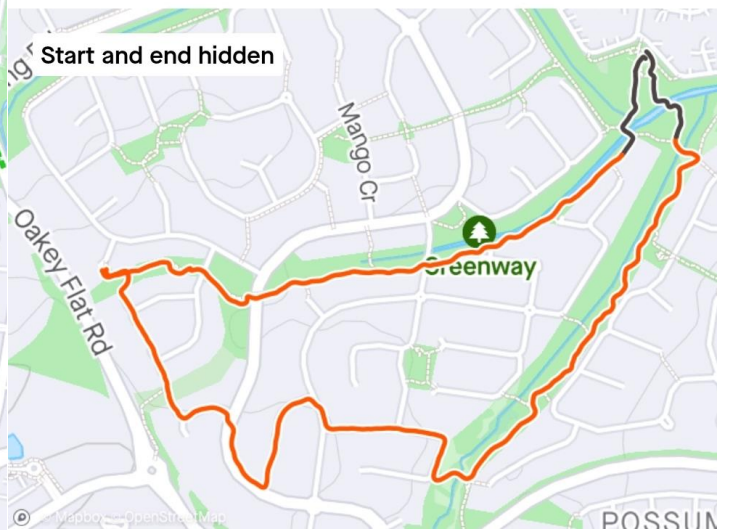 Start and end hidden
Mango Cr
Oakey Flat Rd
Greenway
© Mapbox © OpenStreetMap
POSSUM